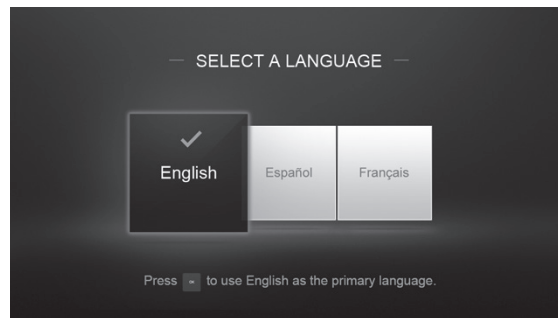 SELECT A LANGUAGE
English
Español
Français
Press to use English as the primary language.